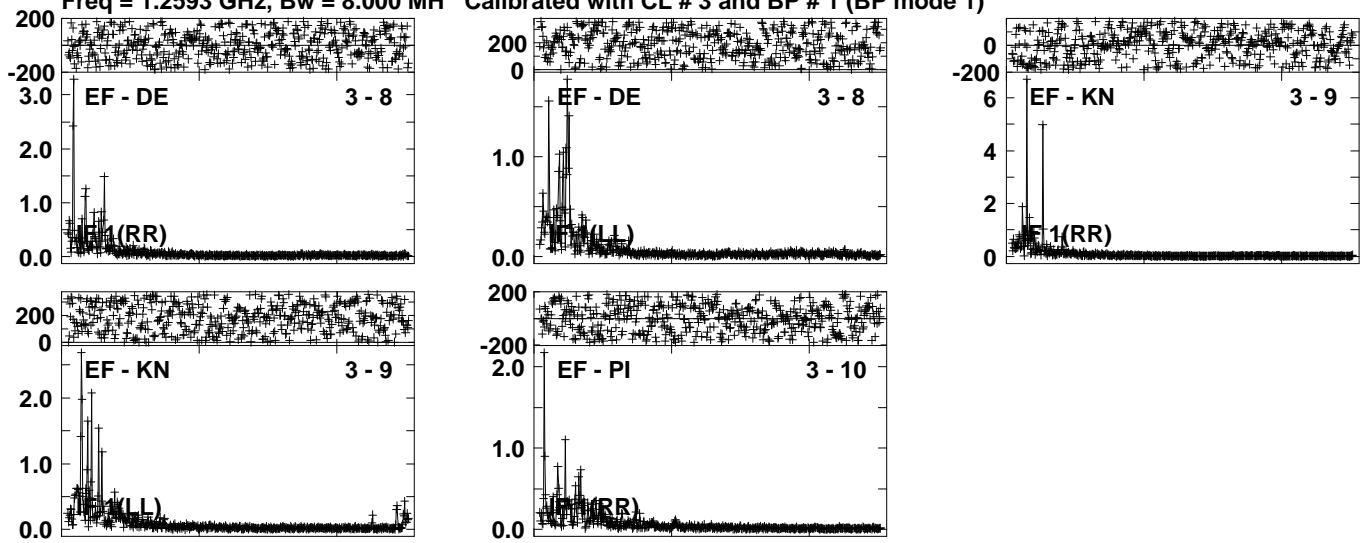 Freq = 1.2593 GHz, Bw = 8.000 MH Calibrated with CL # 3 and BP # 1 (BP mode 1)
200
-200
EF - DE 3 - 8
3.0
2.0
1.0
0.0
IF 1(RR)
200
0
EF - DE 3 - 8
1.0
0.0
IF 1(LL)
0
-200
EF - KN 3 - 9
6
4
2
0
IF 1(RR)
200
0
EF - KN 3 - 9
2.0
1.0
0.0
IF 1(LL)
200
-200
EF - PI 3 - 10
2.0
1.0
0.0
IF 1(RR)